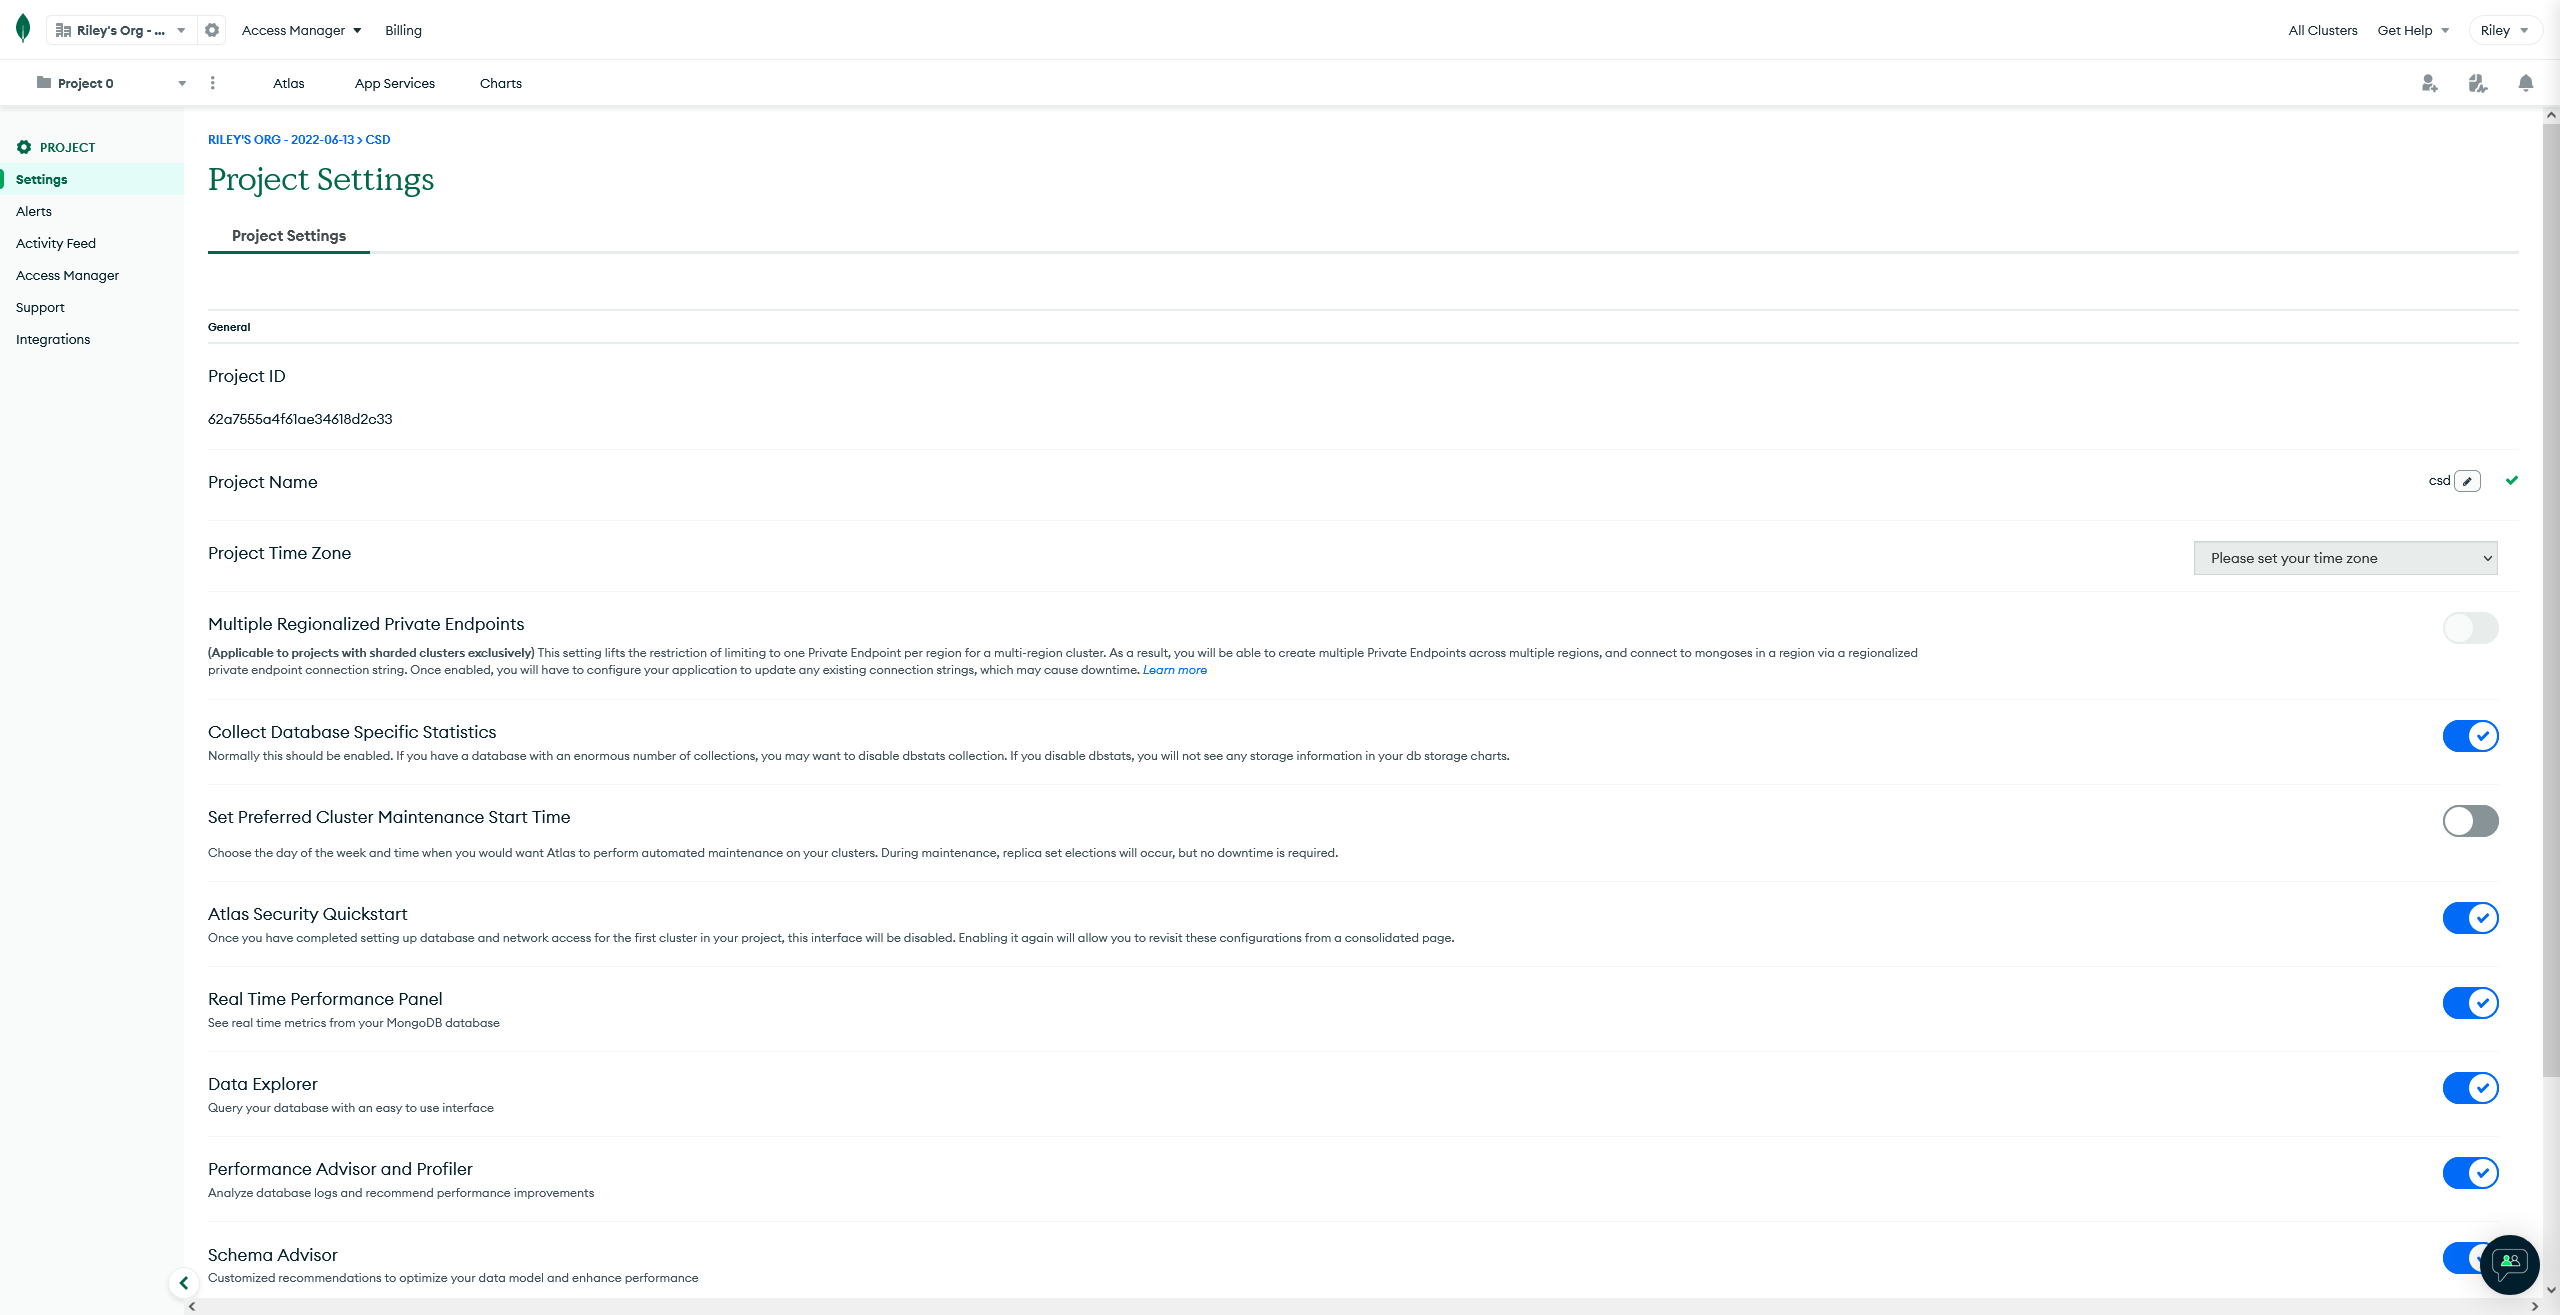 Riley's Org - ...
Access Manager
Billing
All Clusters
Get Help
Riley
Project 0
Atlas
App Services
Charts
PROJECT
Settings
Alerts
Activity Feed
Access Manager
Support
Integrations
RILEY'S ORG - 2022-06-13 > CSD
Project Settings
Project Settings
General
Project ID
62a7555a4f61ae34618d2c33
Project Name
csd
Project Time Zone
Please set your time zone
Multiple Regionalized Private Endpoints
(Applicable to projects with sharded clusters exclusively) This setting lifts the restriction of limiting to one Private Endpoint per region for a multi-region cluster. As a result, you will be able to create multiple Private Endpoints across multiple regions, and connect to mongoses in a region via a regionalized
private endpoint connection string. Once enabled, you will have to configure your application to update any existing connection strings, which may cause downtime. Learn more
Collect Database Specific Statistics
Normally this should be enabled. If you have a database with an enormous number of collections, you may want to disable dbstats collection. If you disable dbstats, you will not see any storage information in your db storage charts.
Set Preferred Cluster Maintenance Start Time
Choose the day of the week and time when you would want Atlas to perform automated maintenance on your clusters. During maintenance, replica set elections will occur, but no downtime is required.
Atlas Security Quickstart
Once you have completed setting up database and network access for the first cluster in your project, this interface will be disabled. Enabling it again will allow you to revisit these configurations from a consolidated page.
Real Time Performance Panel
See real time metrics from your MongoDB database
Data Explorer
Query your database with an easy to use interface
Performance Advisor and Profiler
Analyze database logs and recommend performance improvements
Schema Advisor
Customized recommendations to optimize your data model and enhance performance